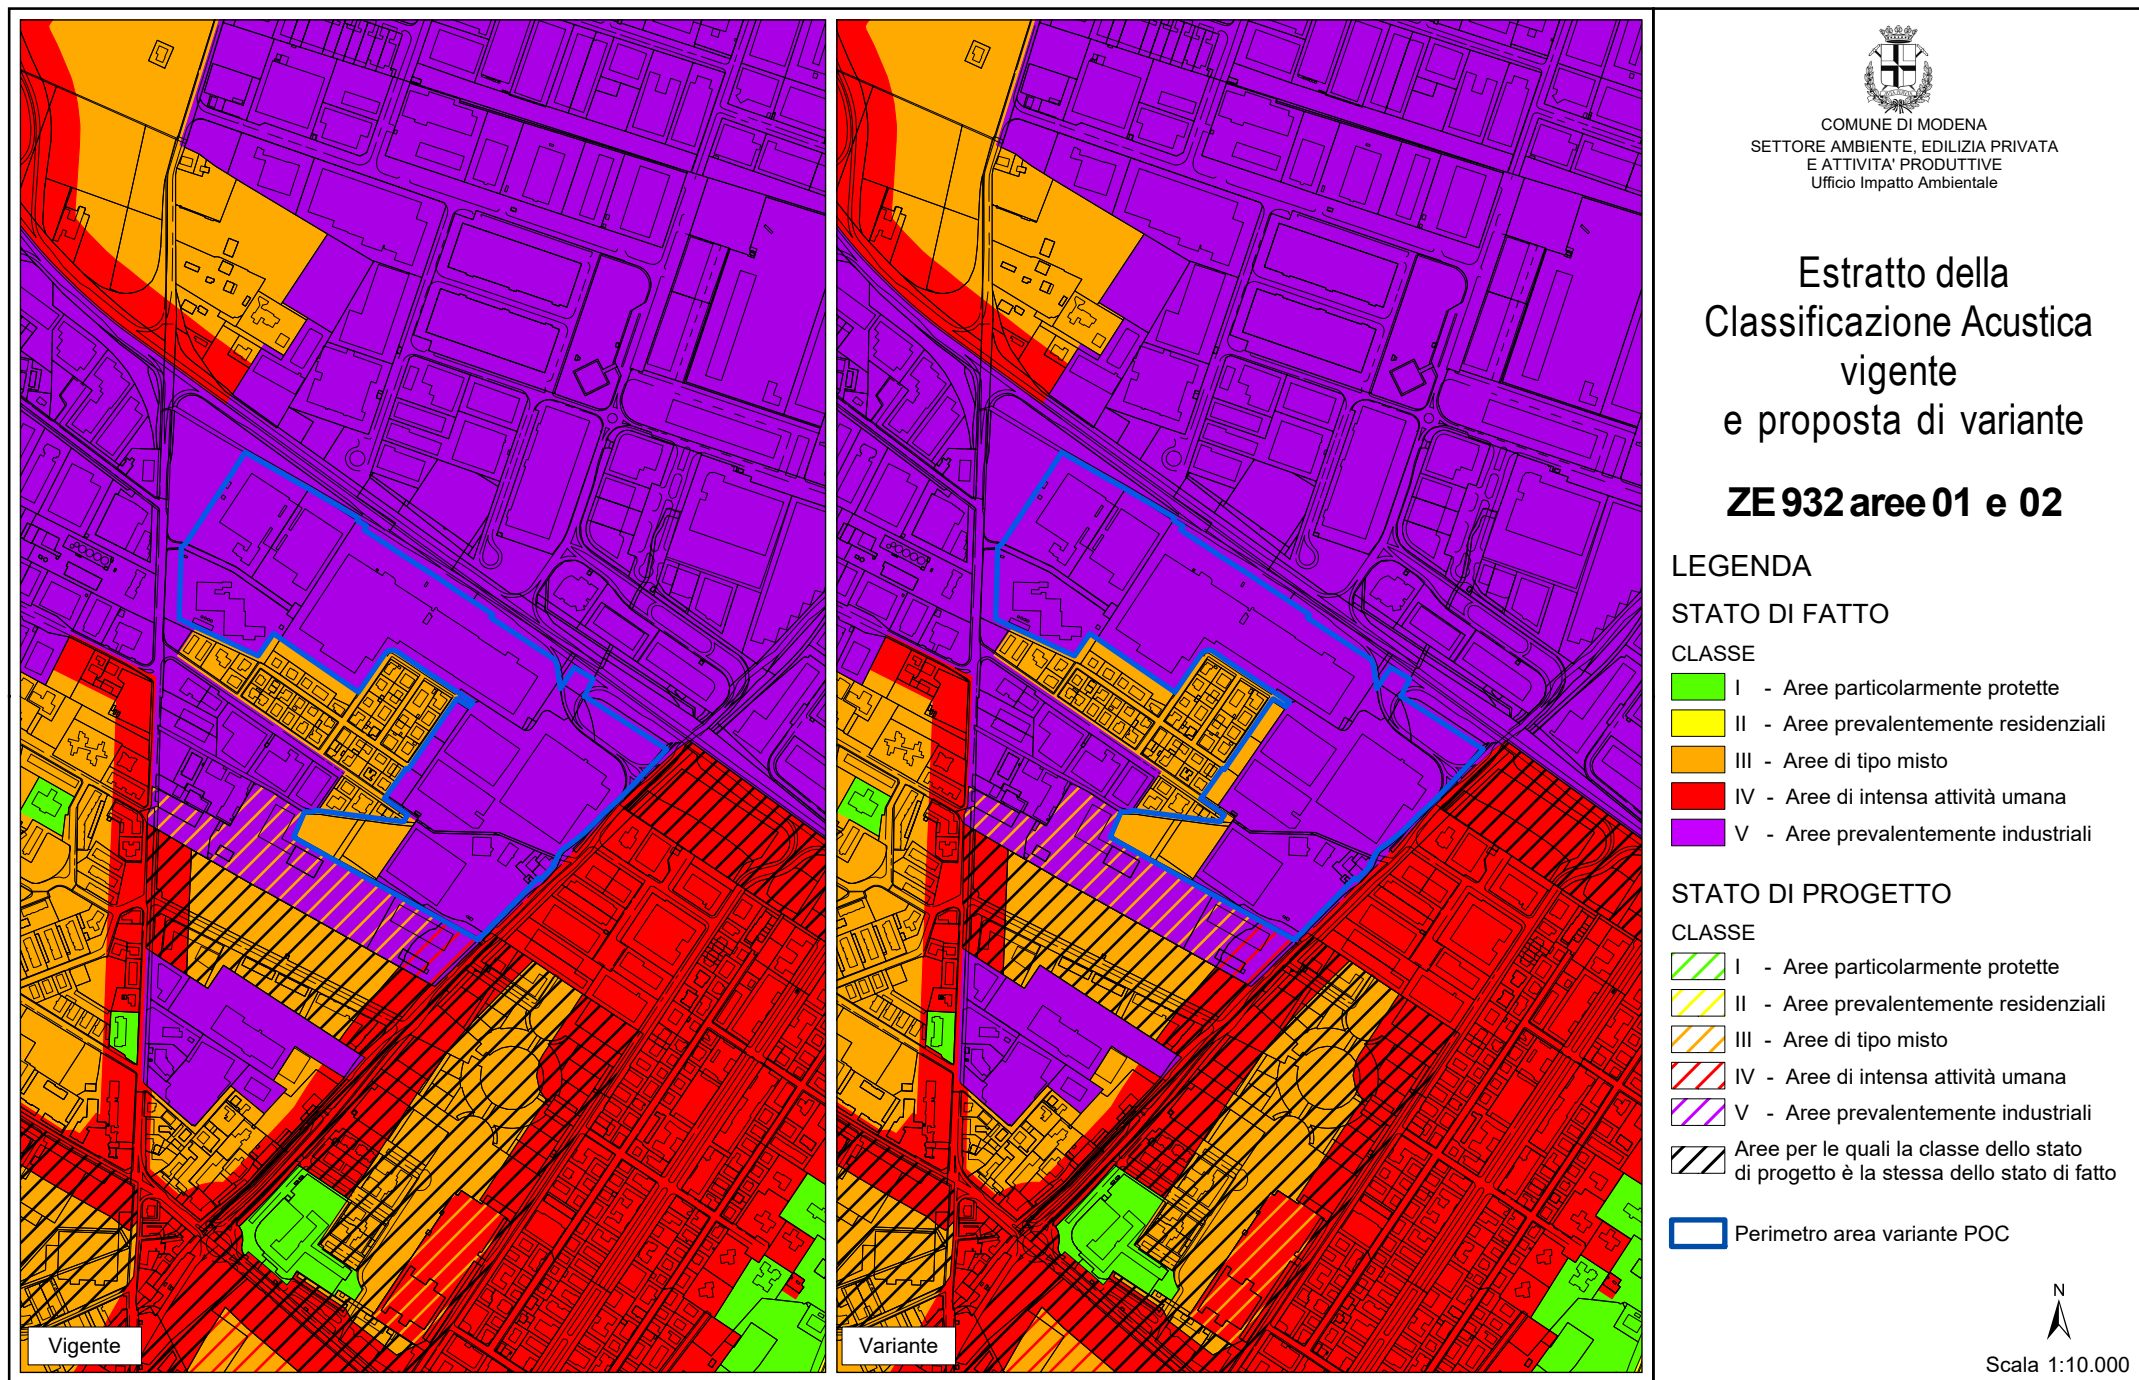 COMUNE DI MODENA
SETTORE AMBIENTE, EDILIZIA PRIVATA
E ATTIVITA' PRODUTTIVE
Ufficio Impatto Ambientale
Estratto della
Classificazione Acustica
vigente
e proposta di variante
ZE 932 aree 01 e 02
LEGENDA
STATO DI FATTO
CLASSE
I - Aree particolarmente protette
II - Aree prevalentemente residenziali
III - Aree di tipo misto
IV - Aree di intensa attività umana
V - Aree prevalentemente industriali
STATO DI PROGETTO
CLASSE
I - Aree particolarmente protette
II - Aree prevalentemente residenziali
III - Aree di tipo misto
IV - Aree di intensa attività umana
V - Aree prevalentemente industriali
Aree per le quali la classe dello stato
di progetto è la stessa dello stato di fatto
Perimetro area variante POC
N
Scala 1:10.000
Vigente
Variante